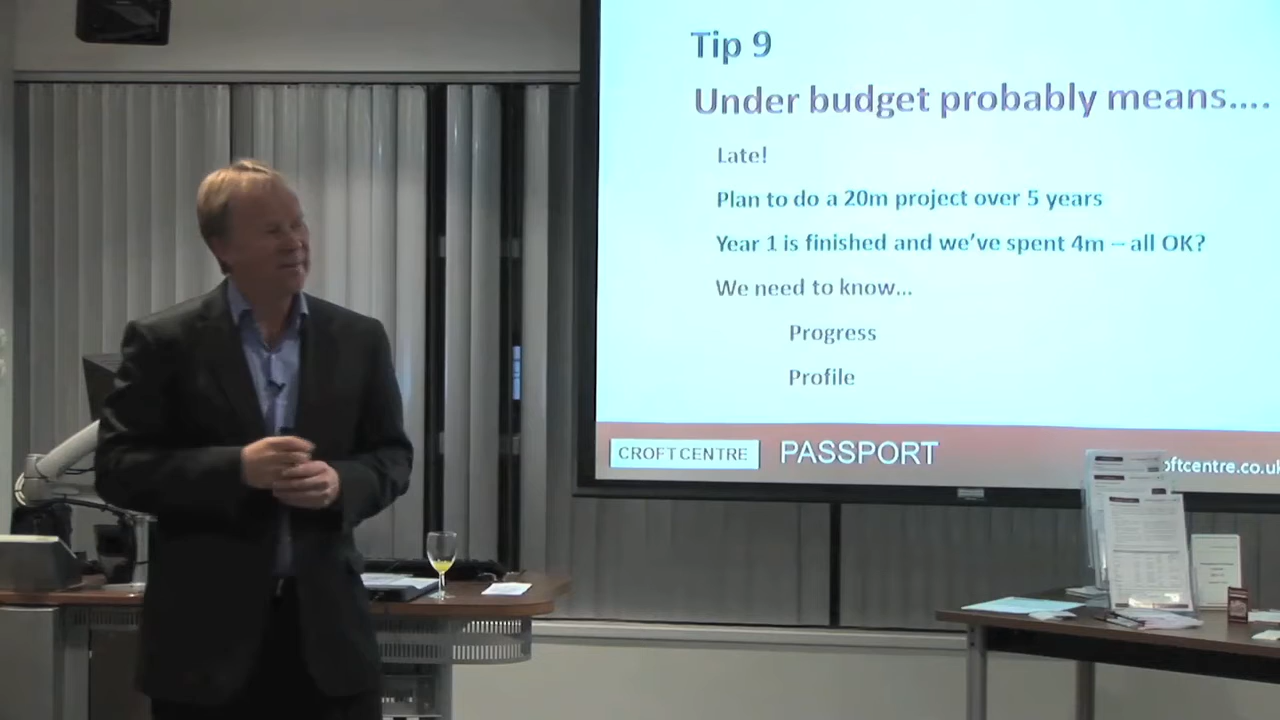 Tip 9
Under budget probably means....
Late!
Plan to do a 20m project over 5 years
Year 1 is finished and we've spent 4m – all OK?
We need to know...
Progress
Profile
CROFT CENTRE PASSPORT oftcentre.co.uk